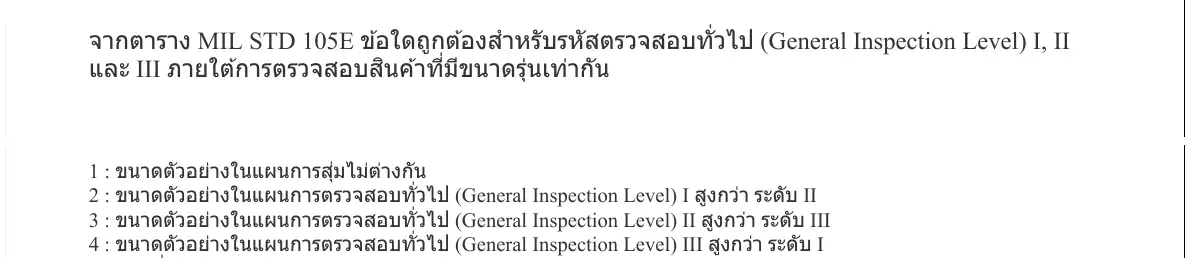 จากตาราง MIL STD 105E ข้อใดถูกต้องสำหรับรหัสตรวจสอบทั่วไป (General Inspection Level) I, II
และ III ภายใต้การตรวจสอบสินค้าที่มีขนาดรุ่นเท่ากัน
1 : ขนาดตัวอย่างในแผนการสุ่มไม่ต่างกัน
2 : ขนาดตัวอย่างในแผนการตรวจสอบทั่วไป (General Inspection Level) I สูงกว่า ระดับ II
3 : ขนาดตัวอย่างในแผนการตรวจสอบทั่วไป (General Inspection Level) II สูงกว่า ระดับ III
4 : ขนาดตัวอย่างในแผนการตรวจสอบทั่วไป (General Inspection Level) III สูงกว่า ระดับ I